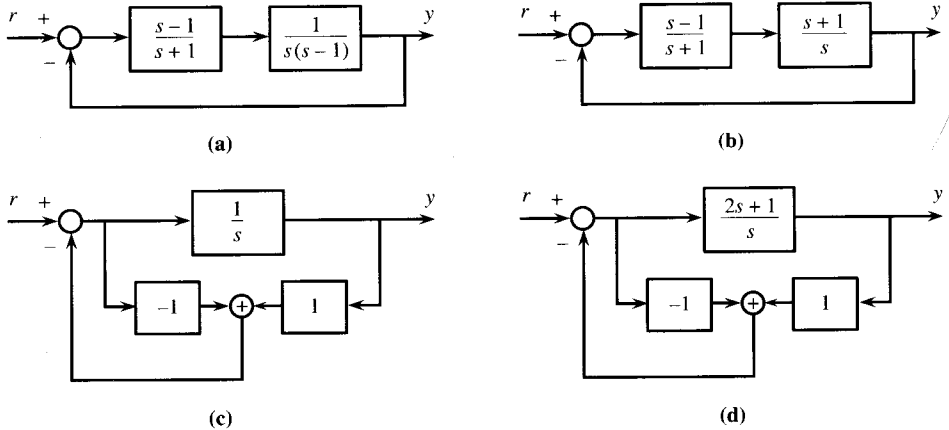 r + s − 1 / s + 1 1 / s(s − 1) y
−
(a)
r + s − 1 / s + 1 s + 1 / s y
−
(b)
r + 1 / s y
−
−1 + 1
(c)
r + 2s + 1 / s y
−
−1 + 1
(d)